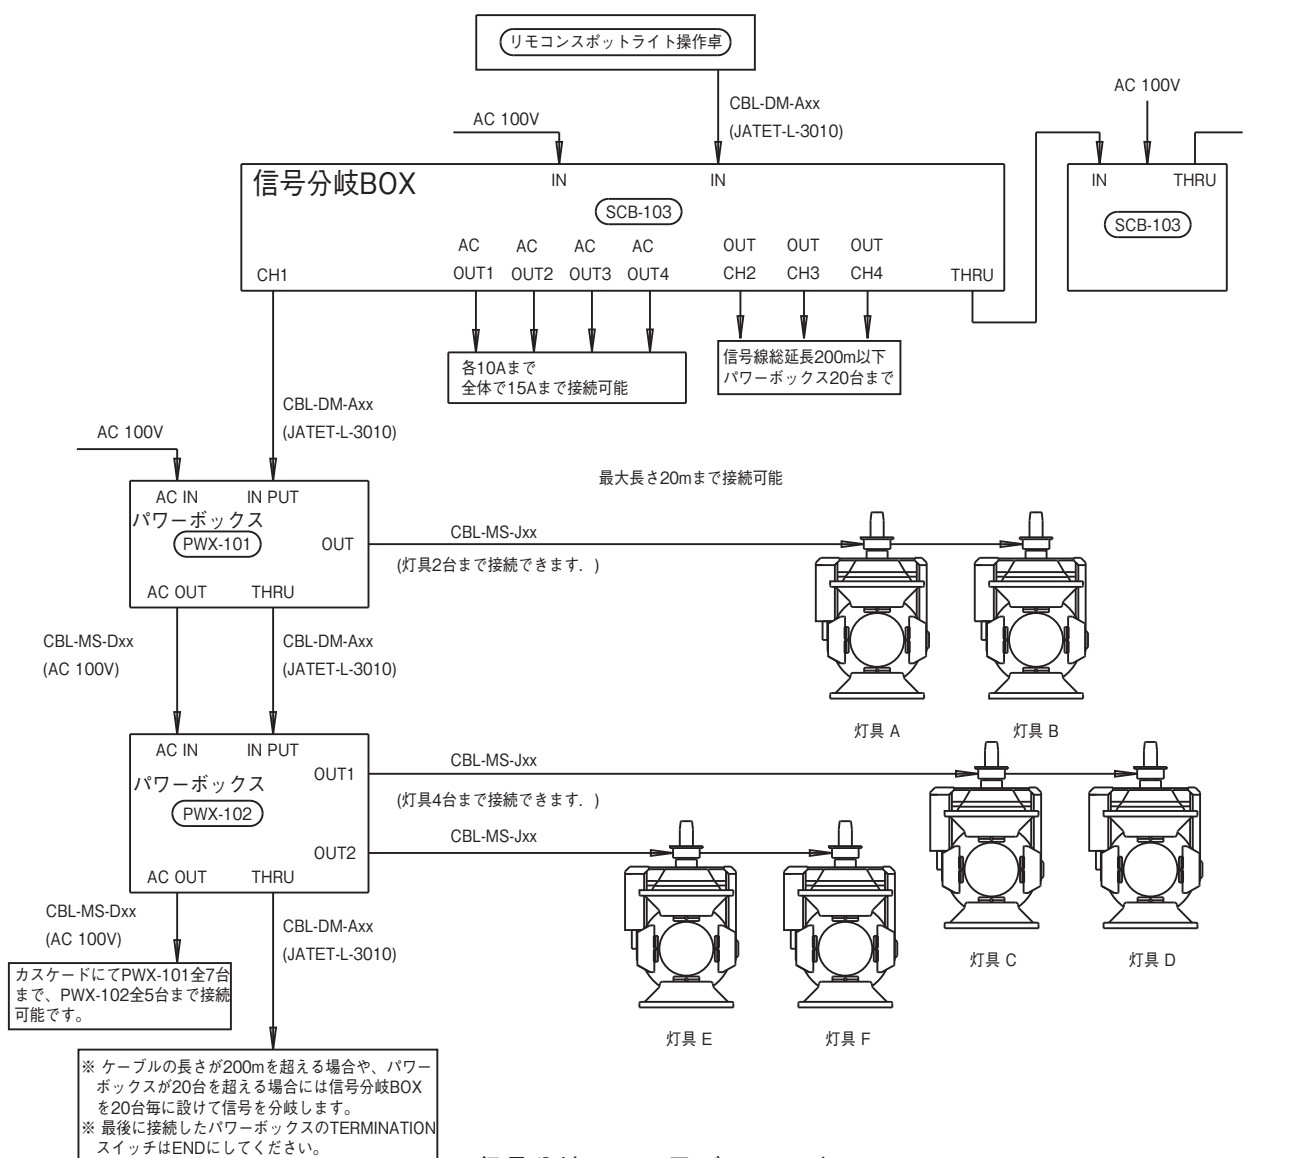 リモコンスポットライト操作卓
AC 100V
CBL-DM-Axx
(JATET-L-3010)
AC 100V
信号分岐BOX
IN
IN
SCB-103
AC OUT1
AC OUT2
AC OUT3
AC OUT4
OUT CH2
OUT CH3
OUT CH4
CH1
THRU
IN
THRU
SCB-103
各10Aまで
全体で15Aまで接続可能
信号線総延長200m以下
パワーボックス20台まで
CBL-DM-Axx
(JATET-L-3010)
AC 100V
最大長さ20mまで接続可能
AC IN
IN PUT
パワーボックス
PWX-101
OUT
AC OUT
THRU
CBL-MS-Jxx
(灯具2台まで接続できます．)
灯具 A
灯具 B
CBL-MS-Dxx
(AC 100V)
CBL-DM-Axx
(JATET-L-3010)
AC IN
IN PUT
パワーボックス
PWX-102
OUT1
OUT2
AC OUT
THRU
CBL-MS-Jxx
(灯具4台まで接続できます．)
CBL-MS-Jxx
灯具 C
灯具 D
灯具 E
灯具 F
CBL-MS-Dxx
(AC 100V)
CBL-DM-Axx
(JATET-L-3010)
カスケードにてPWX-101全7台
まで、PWX-102全5台まで接続
可能です。
※ ケーブルの長さが200mを超える場合や、パワー
ボックスが20台を超える場合には信号分岐BOX
を20台毎に設けて信号を分岐します。
※ 最後に接続したパワーボックスのTERMINATION
スイッチはENDにしてください。